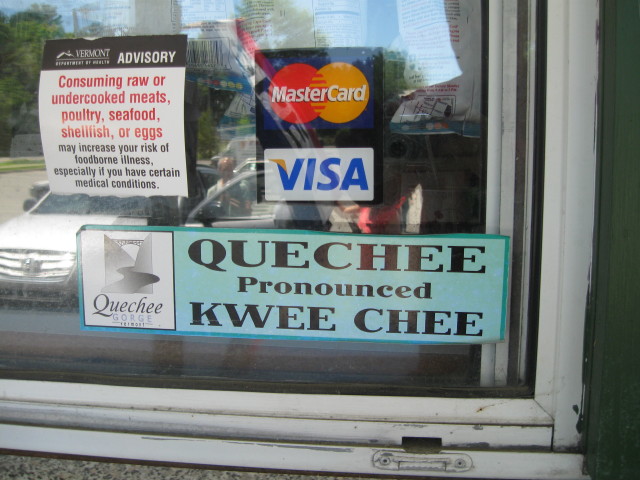 VERMONT
DEPARTMENT OF HEALTH
ADVISORY
Consuming raw or
undercooked meats,
poultry, seafood,
shellfish, or eggs
may increase your risk of
foodborne illness,
especially if you have certain
medical conditions.
MasterCard
VISA
Quechee
GORGE
VERMONT
QUECHEE
Pronounced
KWEE CHEE